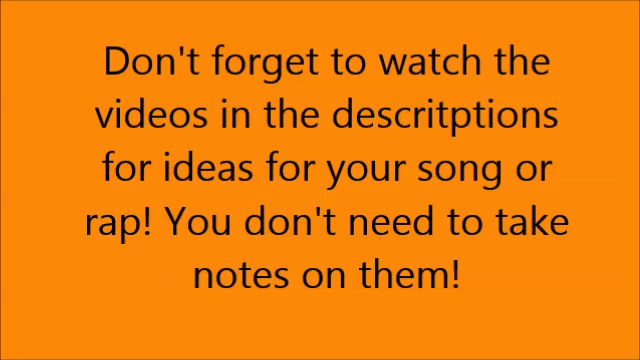 Don't forget to watch the
videos in the descritptions
for ideas for your song or
rap! You don't need to take
notes on them!